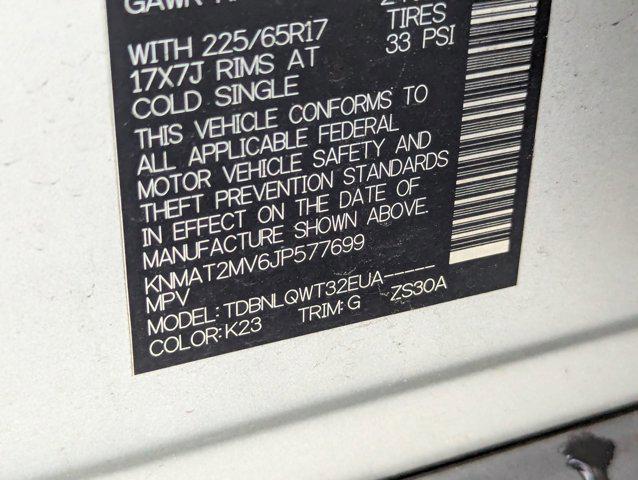 GAWR
TIRES
WITH 225/65R17
33 PSI
17X7J RIMS AT
COLD SINGLE
THIS VEHICLE CONFORMS TO
ALL APPLICABLE FEDERAL
MOTOR VEHICLE SAFETY AND
THEFT PREVENTION STANDARDS
IN EFFECT ON THE DATE OF
MANUFACTURE SHOWN ABOVE.
KNMAT2MV6JP577699
MPV
MODEL: TDBNLQWT32EUA-----
COLOR: K23 TRIM: G ZS30A